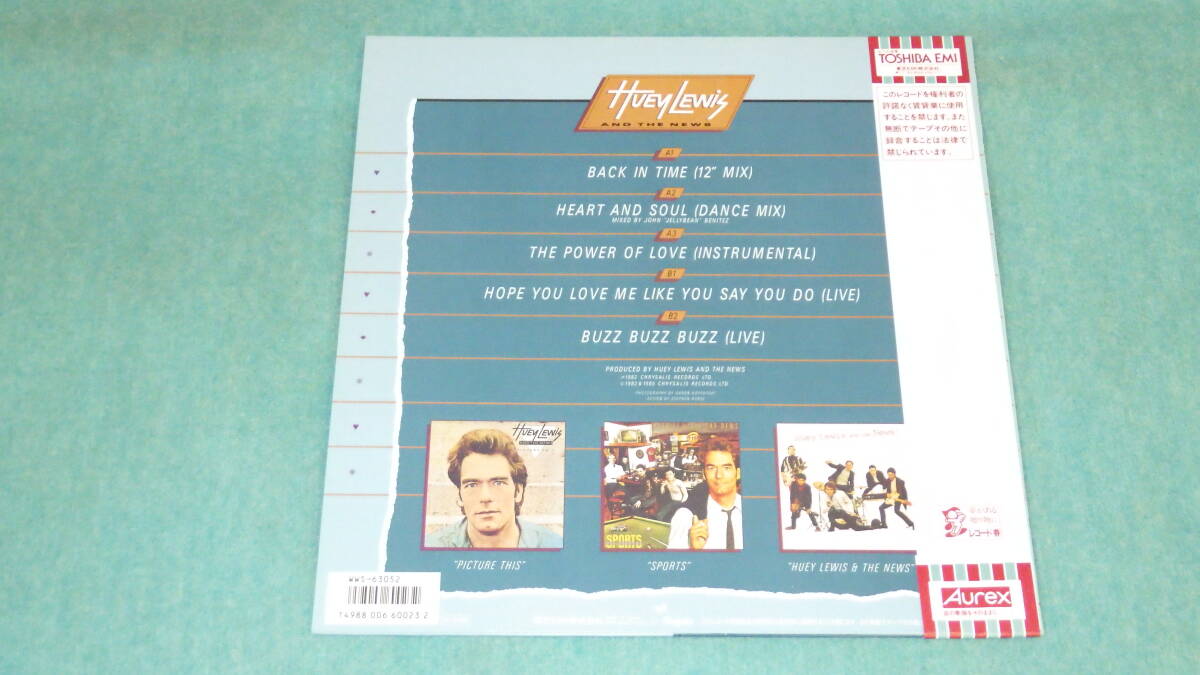 HUEY LEWIS
AND THE NEWS
A1
BACK IN TIME (12" MIX)
A2
HEART AND SOUL (DANCE MIX)
MIXED BY JOHN "JELLYBEAN" BENITEZ
A3
THE POWER OF LOVE (INSTRUMENTAL)
B1
HOPE YOU LOVE ME LIKE YOU SAY YOU DO (LIVE)
B2
BUZZ BUZZ BUZZ (LIVE)
PRODUCED BY HUEY LEWIS AND THE NEWS
CHRYSALIS RECORDS LTD
CHRYSALIS RECORDS LTD
HUEY LEWIS
AND THE NEWS
SPORTS
HUEY LEWIS AND THE NEWS
"PICTURE THIS"
"SPORTS"
"HUEY LEWIS & THE NEWS"
WWS-63052
T4988 006 60023 2
TOSHIBA EMI
このレコードを権利者の
許諾なく賃貸業に使用
することを禁じます。また
無断でテープその他に
録音することは法律で
禁じられています。
レコード券
Aurex